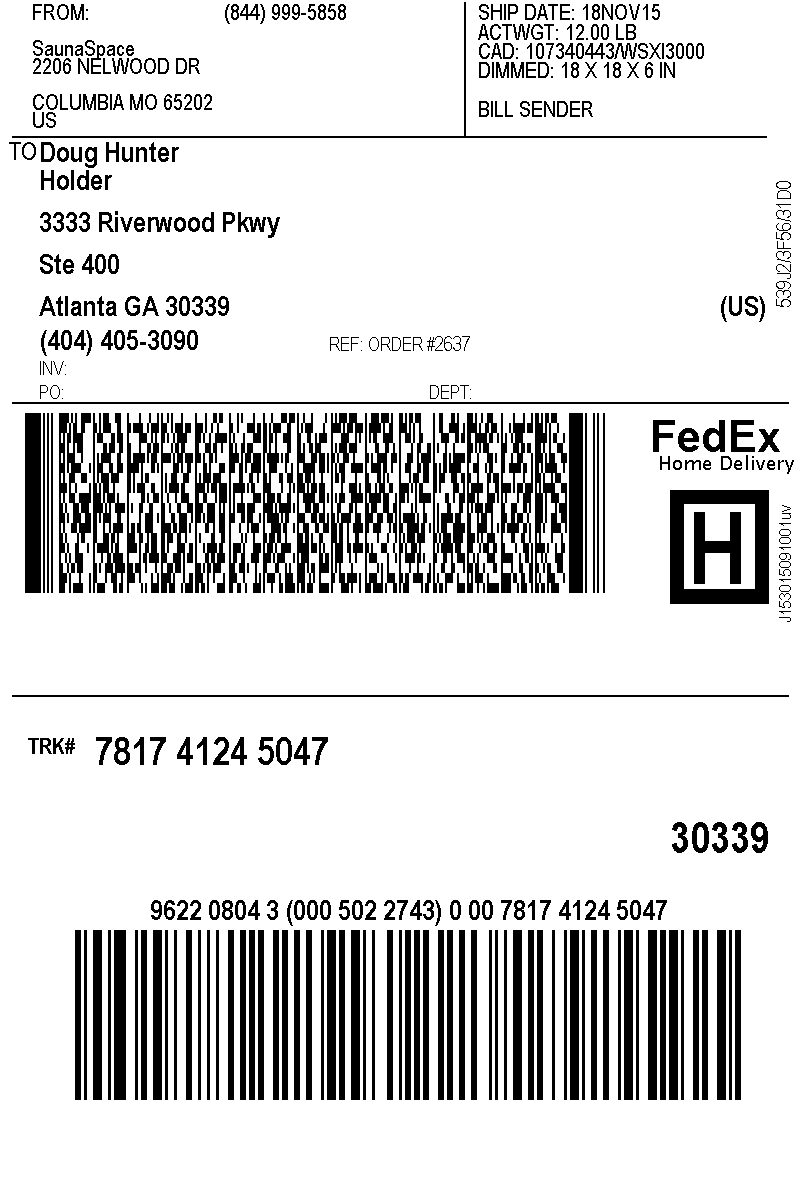 FROM: (844) 999-5858
SaunaSpace
2206 NELWOOD DR
COLUMBIA MO 65202
US
SHIP DATE: 18NOV15
ACTWGT: 12.00 LB
CAD: 107340443/WSXI3000
DIMMED: 18 X 18 X 6 IN
BILL SENDER
TO Doug Hunter
Holder
3333 Riverwood Pkwy
Ste 400
Atlanta GA 30339 (US)
(404) 405-3090 REF: ORDER #2637
INV:
PO: DEPT:
539J2/3F56/31D0
FedEx
Home Delivery
H
J153015091001uv
TRK# 7817 4124 5047
30339
9622 0804 3 (000 502 2743) 0 00 7817 4124 5047